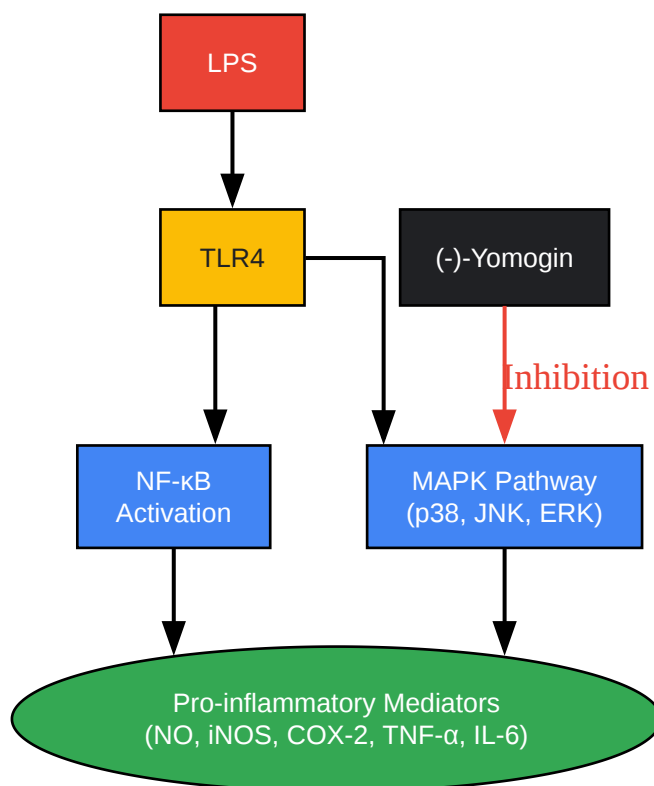 LPS
TLR4
(-)-Yomogin
Inhibition
NF-κB
Activation
MAPK Pathway
(p38, JNK, ERK)
Pro-inflammatory Mediators
(NO, iNOS, COX-2, TNF-α, IL-6)